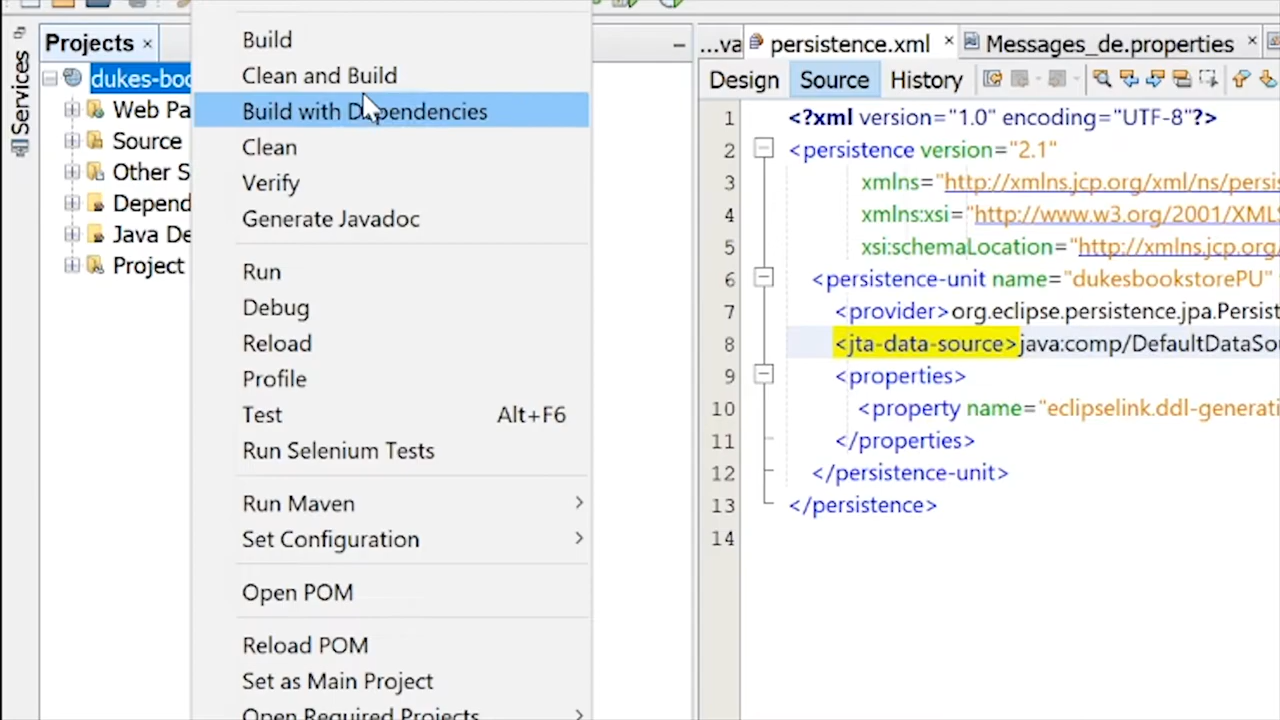 Services
Projects ×
dukes-boo
Web Pa
Source
Other S
Depend
Java De
Project
Build
Clean and Build
Build with Dependencies
Clean
Verify
Generate Javadoc
Run
Debug
Reload
Profile
Test Alt+F6
Run Selenium Tests
Run Maven
Set Configuration
Open POM
Reload POM
Set as Main Project
Open Required Projects
...va persistence.xml × Messages_de.properties ×
Design Source History
1 <?xml version="1.0" encoding="UTF-8"?>
2 <persistence version="2.1"
3 xmlns="http://xmlns.jcp.org/xml/ns/persis
4 xmlns:xsi="http://www.w3.org/2001/XMLS
5 xsi:schemaLocation="http://xmlns.jcp.org/
6 <persistence-unit name="dukesbookstorePU"
7 <provider>org.eclipse.persistence.jpa.Persist
8 <jta-data-source>java:comp/DefaultDataSou
9 <properties>
10 <property name="eclipselink.ddl-generati
11 </properties>
12 </persistence-unit>
13 </persistence>
14